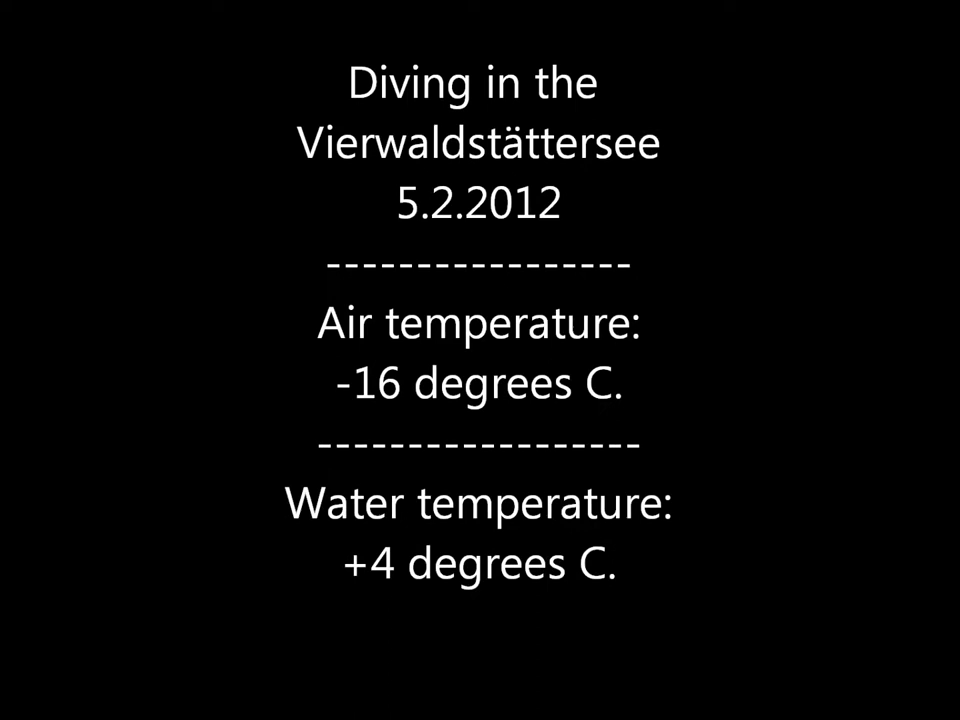 Diving in the
Vierwaldstättersee
5.2.2012
-----------------
Air temperature:
-16 degrees C.
------------------
Water temperature:
+4 degrees C.